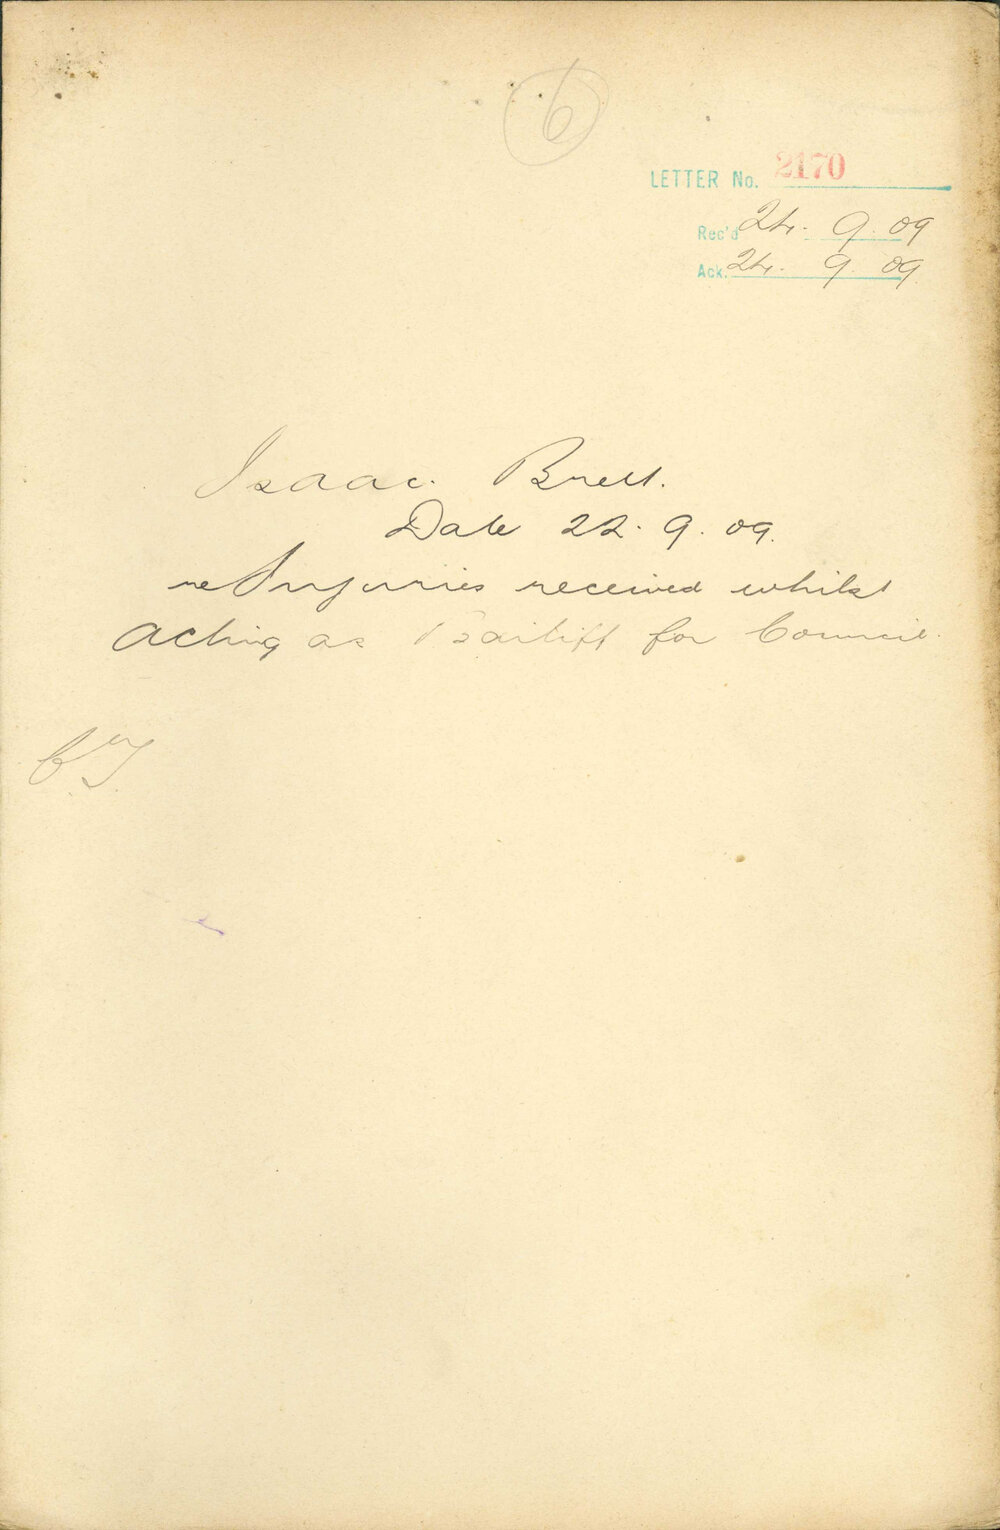 6
LETTER No. 2170
Rec'd 24. 9. 09
Ack. 24. 9. 09.
Isaac. Brett.
Date 22. 9. 09.
re Injuries received whilst
acting as Bailiff for Council.